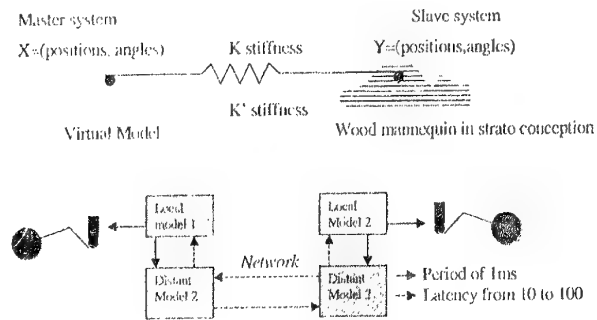 Master system
Slave system
X=(positions, angles)
K stiffness
Y=(positions,angles)
K' stiffness
Virtual Model
Wood mannequin in strato conception
Local
model 1
Local
Model 2
Network
Distant
Model 2
Distant
Model 2
Period of 1ms
Latency from 10 to 100